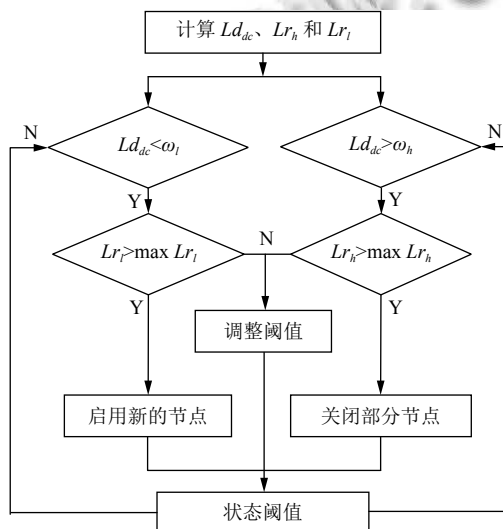 计算 Ld_dc、Lr_h 和 Lr_l
N
N
Ld_dc<ω_l
Ld_dc>ω_h
Y
Y
Lr_l>max Lr_l
N
Lr_h>max Lr_h
Y
Y
调整阈值
启用新的节点
关闭部分节点
状态阈值